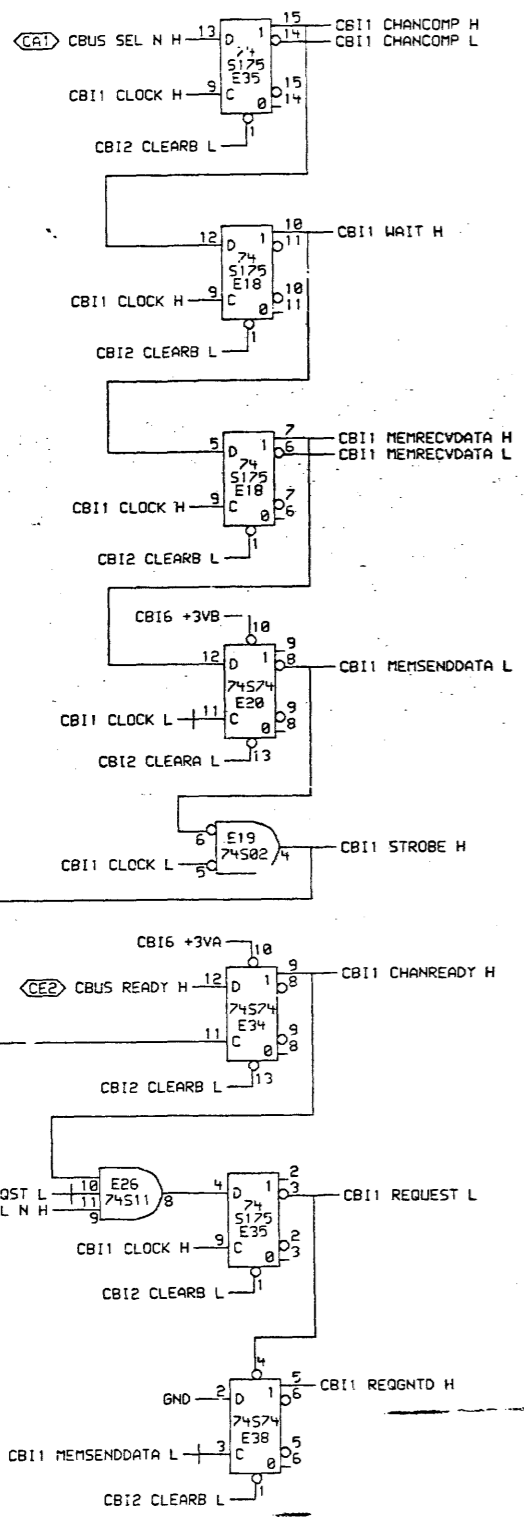 CA1 CBUS SEL N H 13 D 1 15 CBI1 CHANCOMP H
14 CBI1 CHANCOMP L
74
S175
E35
CBI1 CLOCK H 9 C 0 15
14
CBI2 CLEARB L 1
12 D 1 10 CBI1 WAIT H
11
74
S175
E18
CBI1 CLOCK H 9 C 0 10
11
CBI2 CLEARB L 1
5 D 1 7 CBI1 MEMRECVDATA H
6 CBI1 MEMRECVDATA L
74
S175
E18
CBI1 CLOCK H 9 C 0 7
6
CBI2 CLEARB L 1
CBI6 +3VB 10
12 D 1 9
8 CBI1 MEMSENDDATA L
74S74
E20
CBI1 CLOCK L 11 C 0 9
8
CBI2 CLEARA L 13
6 E19
74S02 4 CBI1 STROBE H
CBI1 CLOCK L 5
CBI6 +3VA 10
CE2 CBUS READY H 12 D 1 9 CBI1 CHANREADY H
8
74S74
E34
11 C 0 9
8
CBI2 CLEARB L 13
QST L 10 E26
L N H 11 74S11 8 4 D 1 2
9 3 CBI1 REQUEST L
74
S175
E35
CBI1 CLOCK H 9 C 0 2
3
CBI2 CLEARB L 1
4
GND 2 D 1 5 CBI1 REQGNTD H
6
74S74
E38
CBI1 MEMSENDDATA L 3 C 0 5
6
CBI2 CLEARB L 1